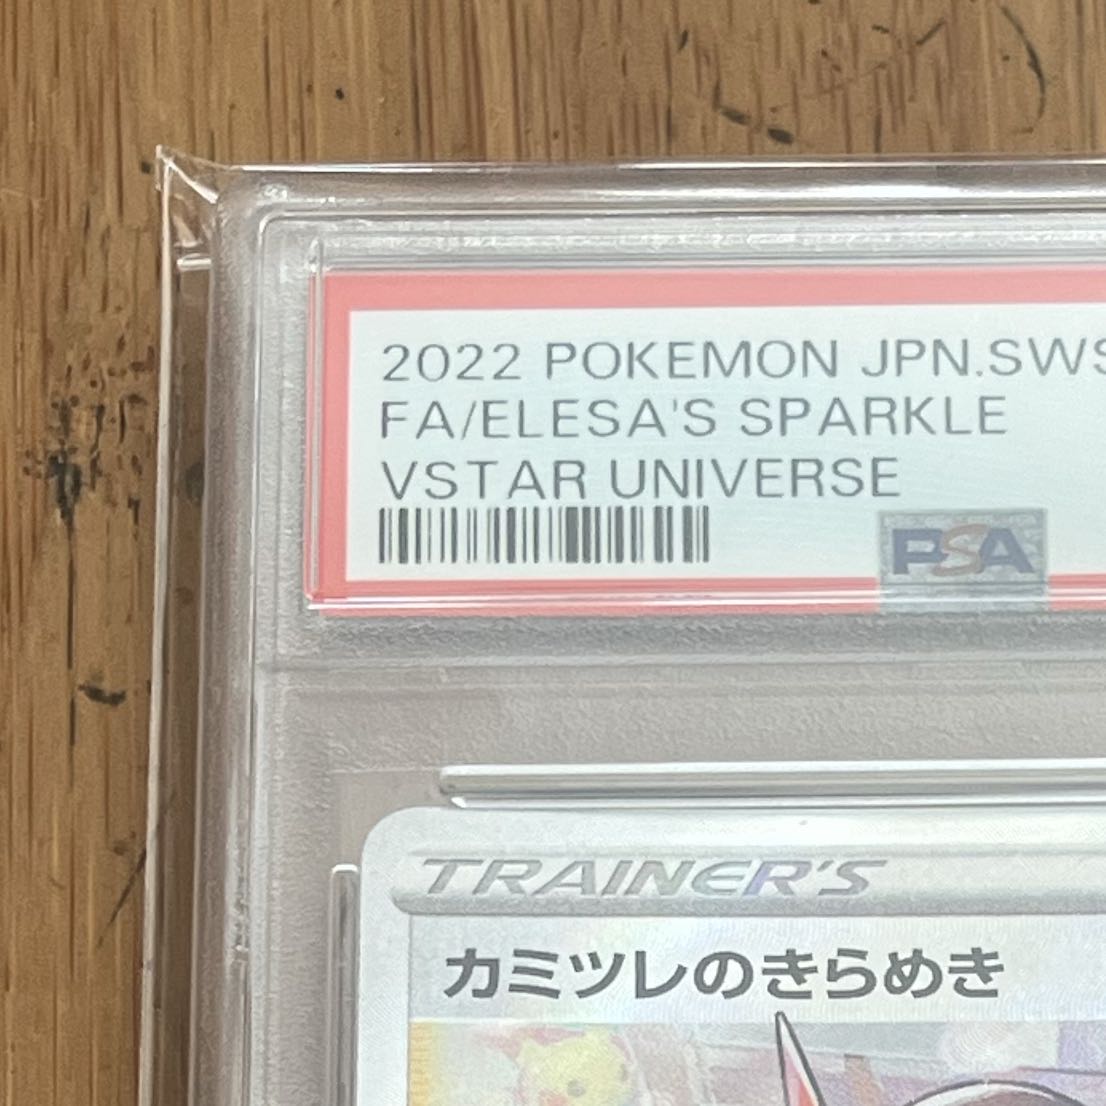 2022 POKEMON JPN.SWS
FA/ELESA'S SPARKLE
VSTAR UNIVERSE
PSA
TRAINER'S
カミツレのきらめき